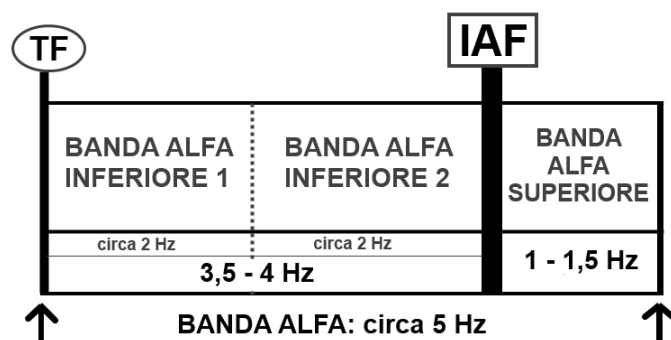 TF
IAF
BANDA ALFA
INFERIORE 1
BANDA ALFA
INFERIORE 2
BANDA
ALFA
SUPERIORE
circa 2 Hz
circa 2 Hz
3,5 - 4 Hz
1 - 1,5 Hz
BANDA ALFA: circa 5 Hz